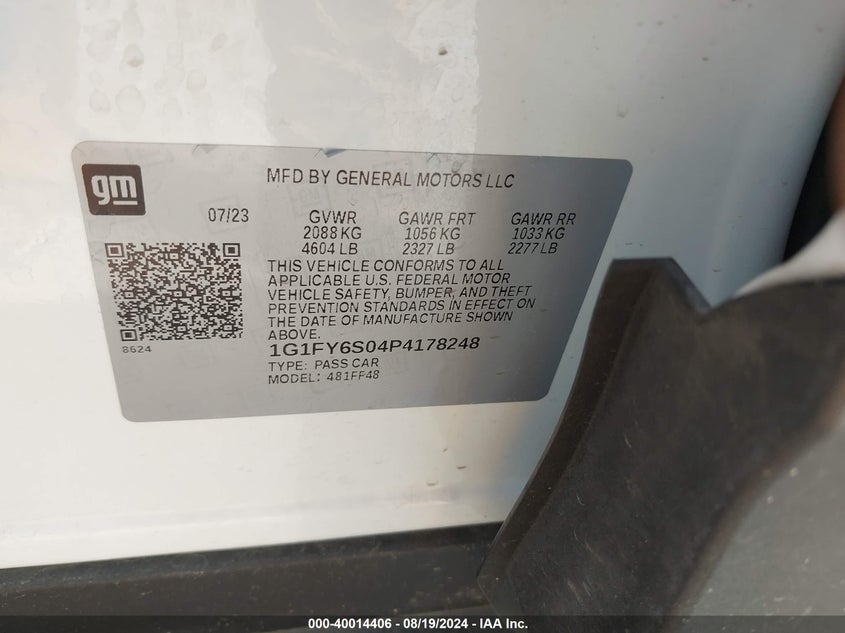 gm
MFD BY GENERAL MOTORS LLC
07/23 GVWR GAWR FRT GAWR RR
2088 KG 1056 KG 1033 KG
4604 LB 2327 LB 2277 LB
THIS VEHICLE CONFORMS TO ALL
APPLICABLE U.S. FEDERAL MOTOR
VEHICLE SAFETY, BUMPER, AND THEFT
PREVENTION STANDARDS IN EFFECT ON
THE DATE OF MANUFACTURE SHOWN
ABOVE.
8624
1G1FY6S04P4178248
TYPE: PASS CAR
MODEL: 481FF48
000-40014406 - 08/19/2024 - IAA Inc.